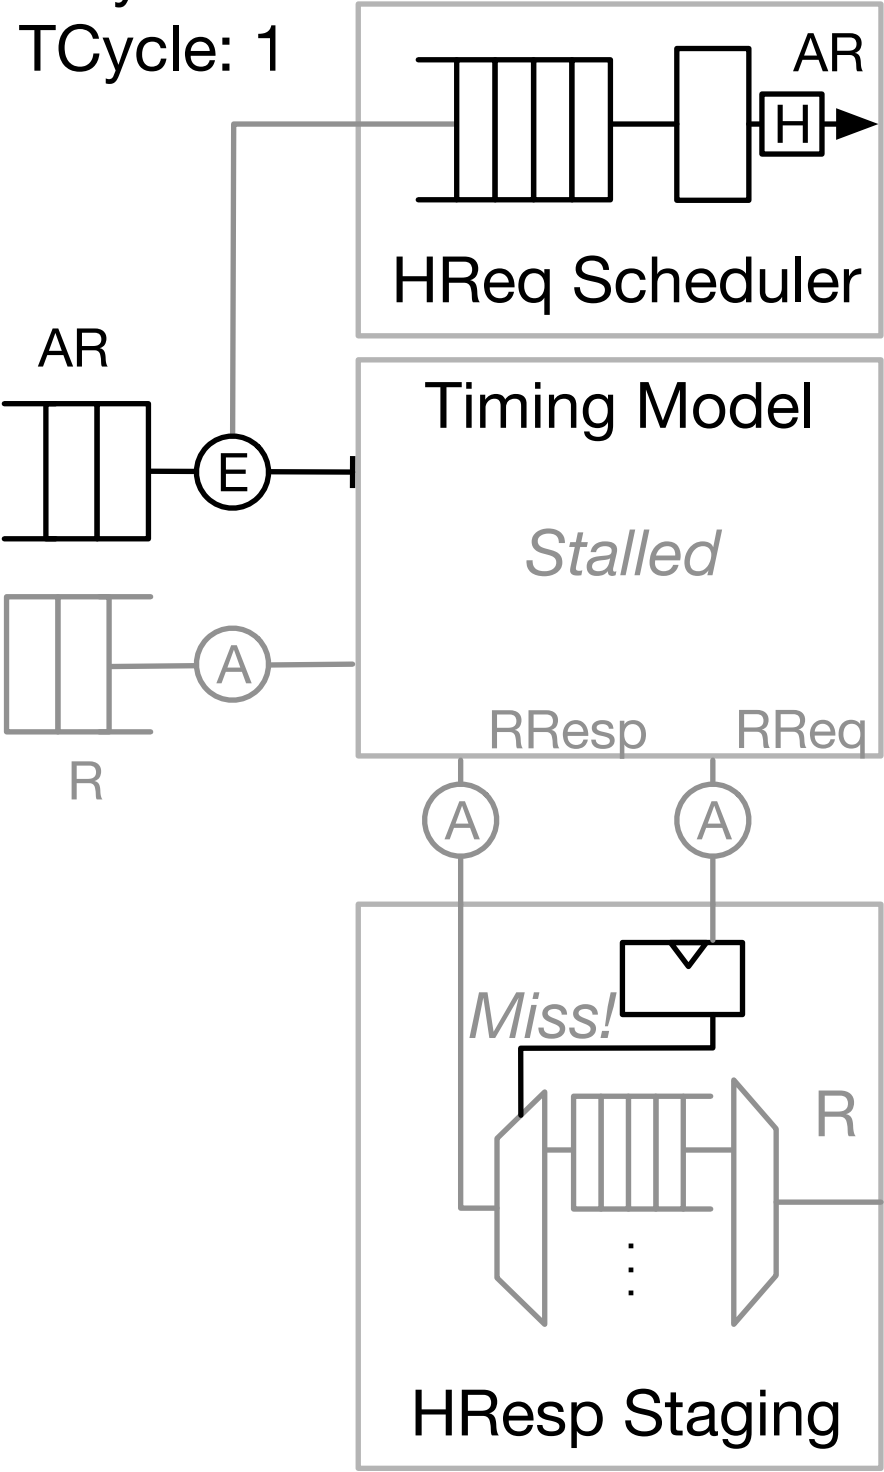 TCycle: 1
AR
H
HReq Scheduler
AR
E
Timing Model
Stalled
A
R
RResp
RReq
A
A
Miss!
R
HResp Staging